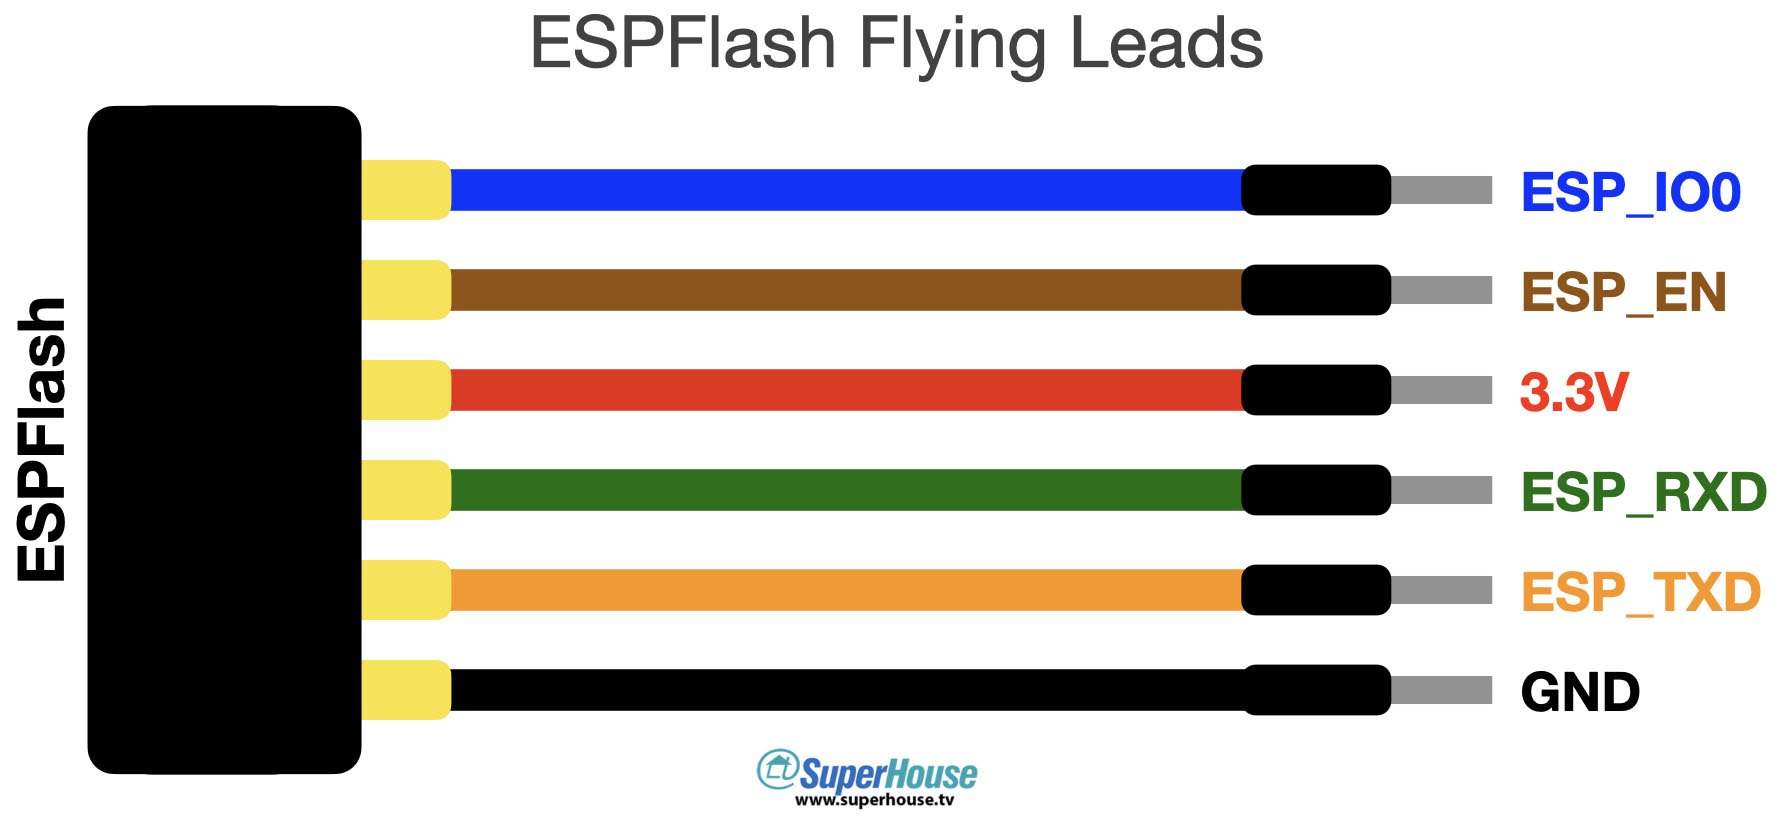 ESPFlash Flying Leads
ESPFlash
ESP_IO0
ESP_EN
3.3V
ESP_RXD
ESP_TXD
GND
SuperHouse
www.superhouse.tv